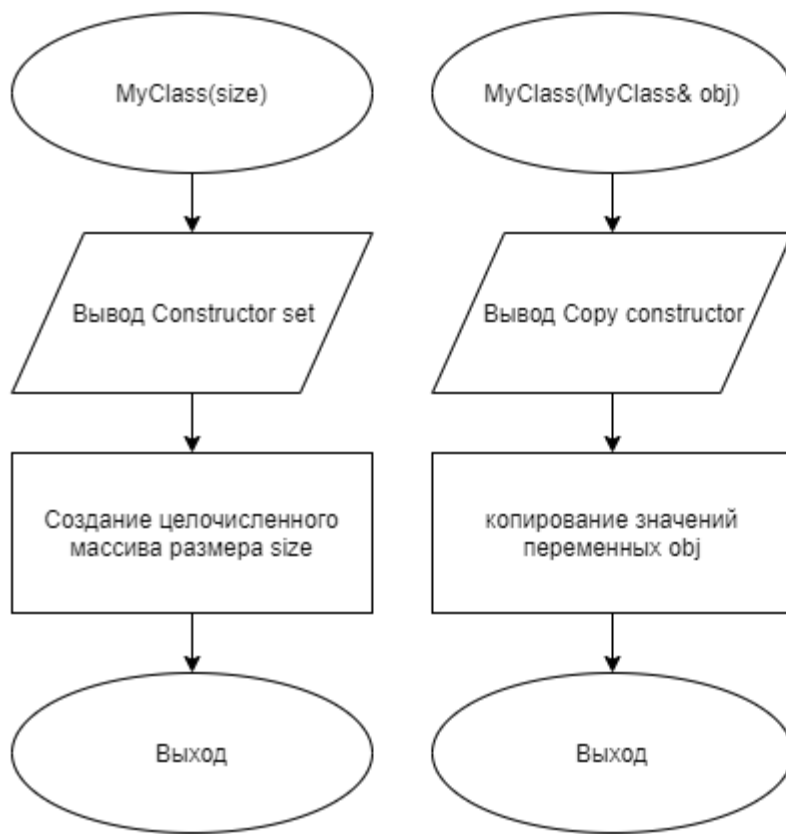 MyClass(size)
Вывод Constructor set
Создание целочисленного
массива размера size
Выход
MyClass(MyClass& obj)
Вывод Copy constructor
копирование значений
переменных obj
Выход